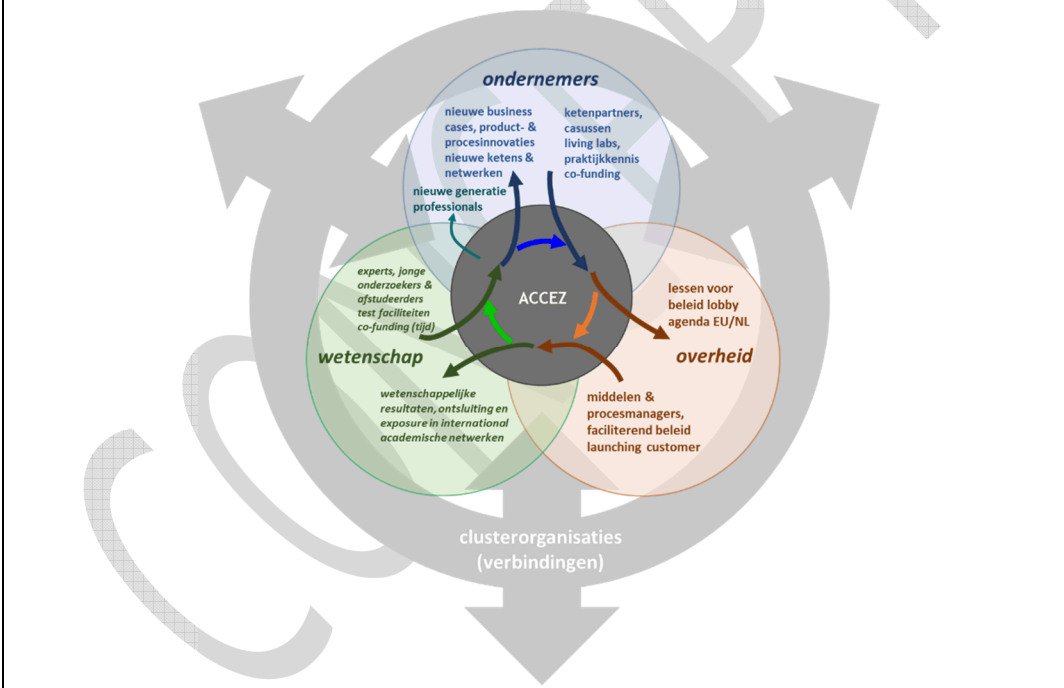 ondernemers
nieuwe business
cases, product- &
procesinnovaties
nieuwe ketens &
netwerken
ketenpartners,
casussen
living labs,
praktijkkennis
co-funding
nieuwe generatie
professionals
experts, jonge
onderzoekers &
afstudeerders
test faciliteiten
co-funding (tijd)
wetenschap
wetenschappelijke
resultaten, ontsluiting en
exposure in international
academische netwerken
ACCEZ
lessen voor
beleid lobby
agenda EU/NL
overheid
middelen &
procesmanagers,
faciliterend beleid
launching customer
clusterorganisaties
(verbindingen)